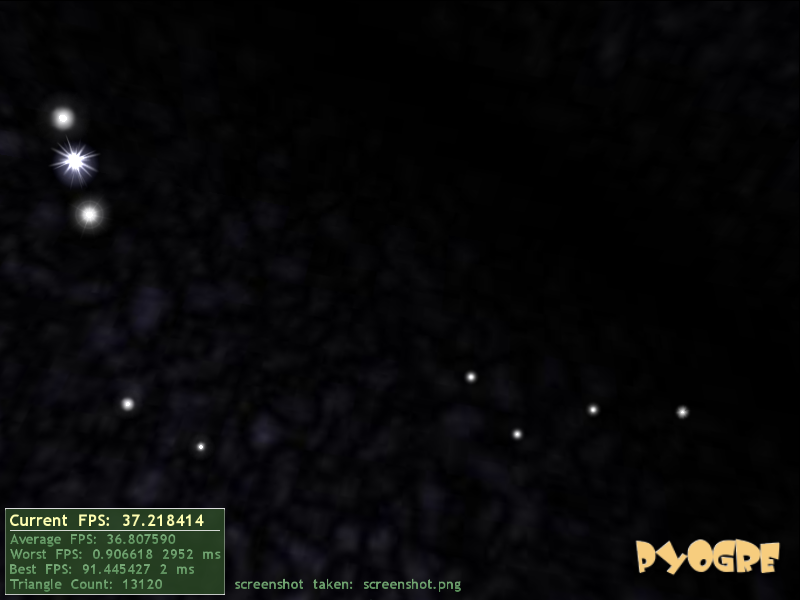 Current FPS: 37.218414
Average FPS: 36.807590
Worst FPS: 0.906618 2952 ms
Best FPS: 91.445427 2 ms
Triangle Count: 13120
screenshot taken: screenshot.png
PYOGRE